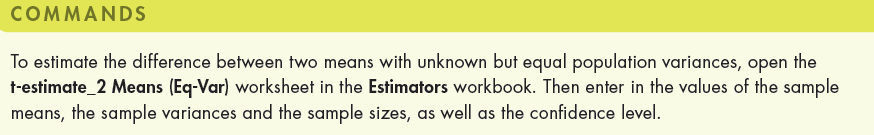 COMMANDS
To estimate the difference between two means with unknown but equal population variances, open the
t-estimate_2 Means (Eq-Var) worksheet in the Estimators workbook. Then enter in the values of the sample
means, the sample variances and the sample sizes, as well as the confidence level.